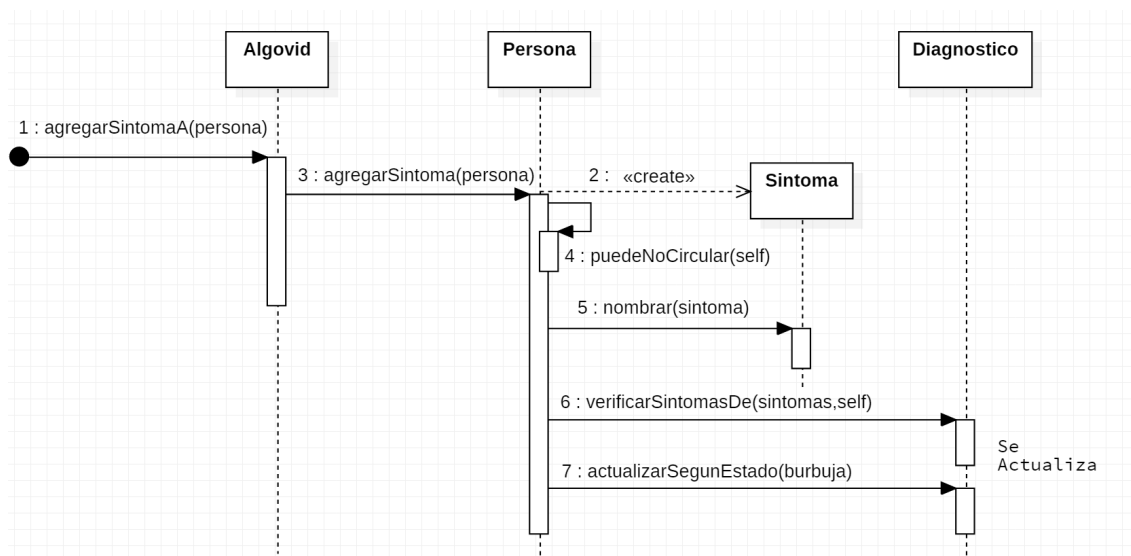 Algovid
Persona
Diagnostico
1 : agregarSintomaA(persona)
3 : agregarSintoma(persona)
2 : «create»
Sintoma
4 : puedeNoCircular(self)
5 : nombrar(sintoma)
6 : verificarSintomasDe(sintomas,self)
Se
Actualiza
7 : actualizarSegunEstado(burbuja)